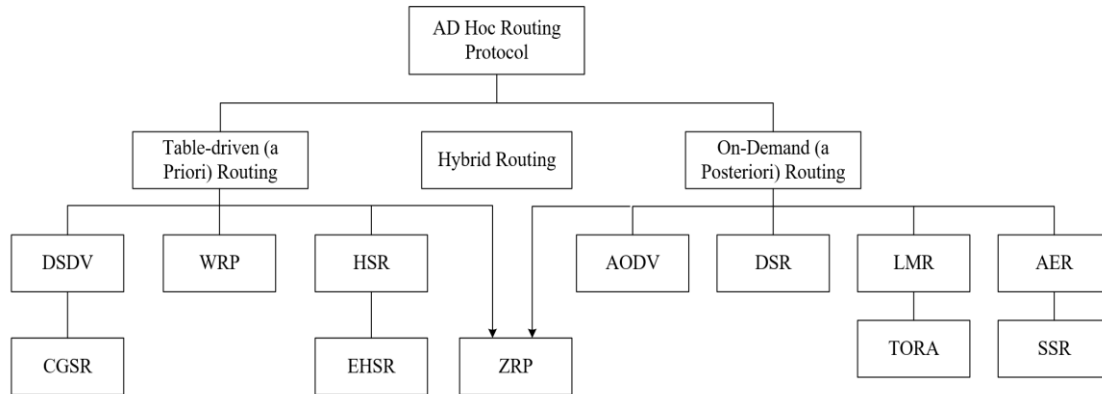 AD Hoc Routing
Protocol
Table-driven (a
Priori) Routing
Hybrid Routing
On-Demand (a
Posteriori) Routing
DSDV
WRP
HSR
AODV
DSR
LMR
AER
CGSR
EHSR
ZRP
TORA
SSR